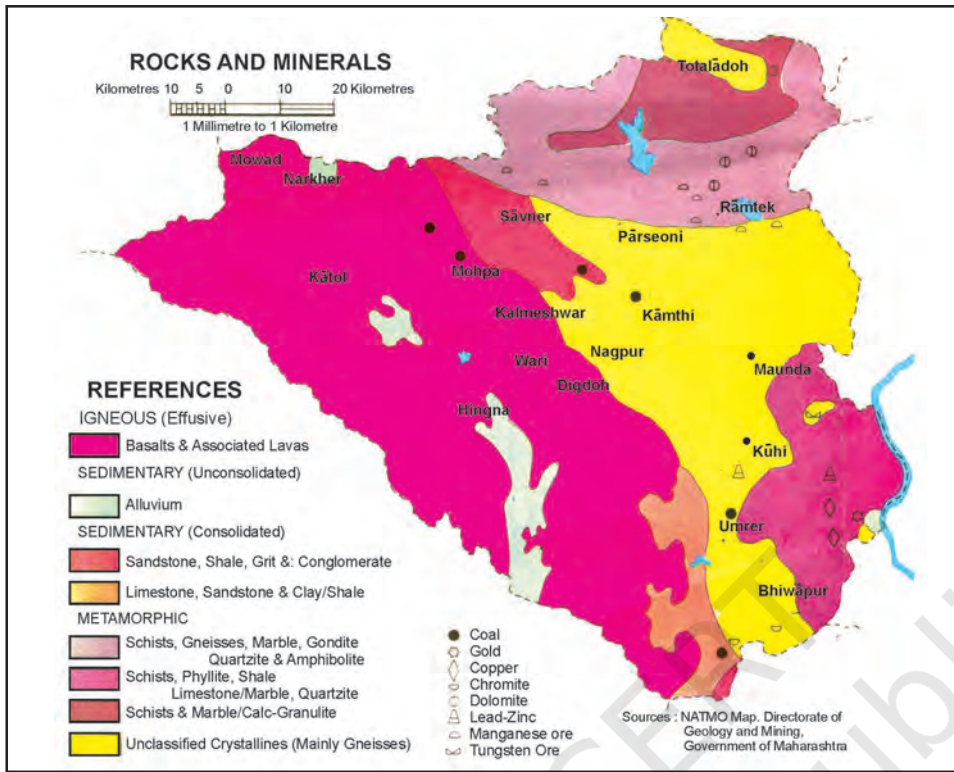 ROCKS AND MINERALS
Kilometres 10 5 0 10 20 Kilometres
1 Millimetre to 1 Kilometre
Totalādoh
Mowad
Narkher
Rāmtek
Sāvner
Pārseoni
Kātol
Mohpa
Kalmeshwar
Kāmthi
Nagpur
Wari
Maunda
Digdoh
Hingna
Kūhi
Umrer
Bhiwāpur
REFERENCES
IGNEOUS (Effusive)
Basalts & Associated Lavas
SEDIMENTARY (Unconsolidated)
Alluvium
SEDIMENTARY (Consolidated)
Sandstone, Shale, Grit &: Conglomerate
Limestone, Sandstone & Clay/Shale
METAMORPHIC
Schists, Gneisses, Marble, Gondite
Quartzite & Amphibolite
Schists, Phyllite, Shale
Limestone/Marble, Quartzite
Schists & Marble/Calc-Granulite
Unclassified Crystallines (Mainly Gneisses)
Coal
Gold
Copper
Chromite
Dolomite
Lead-Zinc
Manganese ore
Tungsten Ore
Sources : NATMO Map. Directorate of
Geology and Mining,
Government of Maharashtra